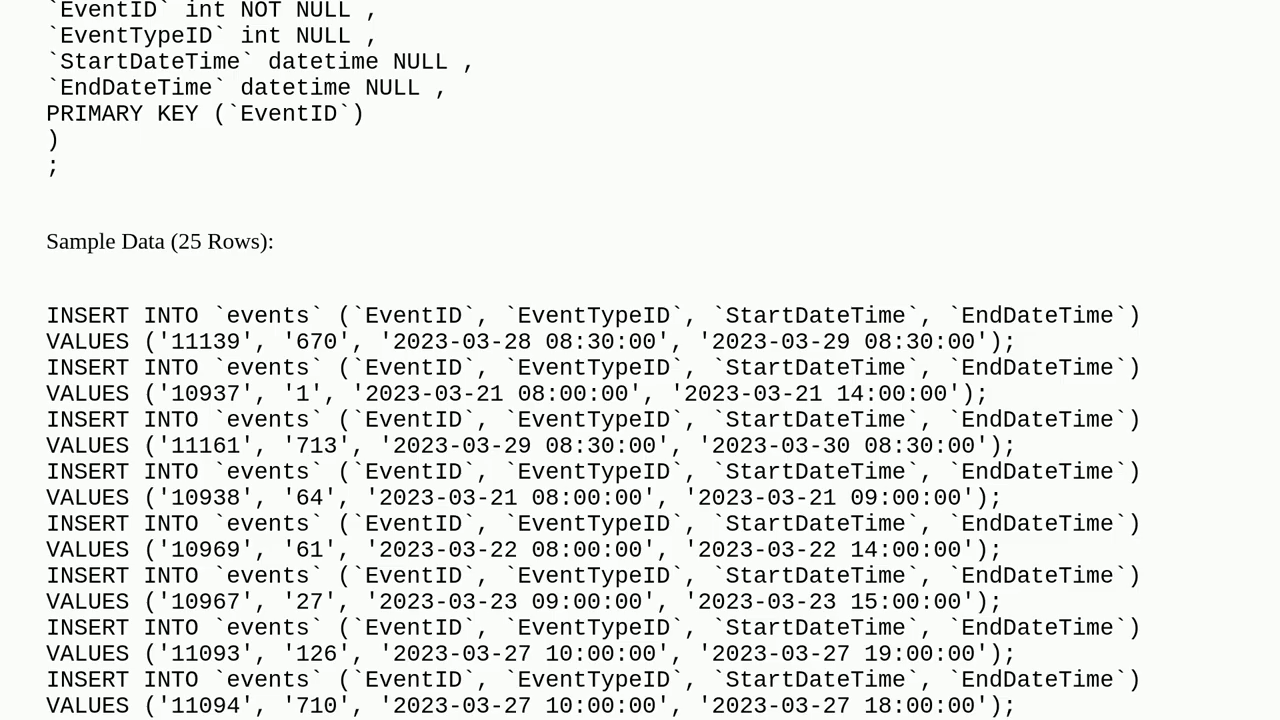 `EventID` int NOT NULL ,
`EventTypeID` int NULL ,
`StartDateTime` datetime NULL ,
`EndDateTime` datetime NULL ,
PRIMARY KEY (`EventID`)
)
;
Sample Data (25 Rows):
INSERT INTO `events` (`EventID`, `EventTypeID`, `StartDateTime`, `EndDateTime`)
VALUES ('11139', '670', '2023-03-28 08:30:00', '2023-03-29 08:30:00');
INSERT INTO `events` (`EventID`, `EventTypeID`, `StartDateTime`, `EndDateTime`)
VALUES ('10937', '1', '2023-03-21 08:00:00', '2023-03-21 14:00:00');
INSERT INTO `events` (`EventID`, `EventTypeID`, `StartDateTime`, `EndDateTime`)
VALUES ('11161', '713', '2023-03-29 08:30:00', '2023-03-30 08:30:00');
INSERT INTO `events` (`EventID`, `EventTypeID`, `StartDateTime`, `EndDateTime`)
VALUES ('10938', '64', '2023-03-21 08:00:00', '2023-03-21 09:00:00');
INSERT INTO `events` (`EventID`, `EventTypeID`, `StartDateTime`, `EndDateTime`)
VALUES ('10969', '61', '2023-03-22 08:00:00', '2023-03-22 14:00:00');
INSERT INTO `events` (`EventID`, `EventTypeID`, `StartDateTime`, `EndDateTime`)
VALUES ('10967', '27', '2023-03-23 09:00:00', '2023-03-23 15:00:00');
INSERT INTO `events` (`EventID`, `EventTypeID`, `StartDateTime`, `EndDateTime`)
VALUES ('11093', '126', '2023-03-27 10:00:00', '2023-03-27 19:00:00');
INSERT INTO `events` (`EventID`, `EventTypeID`, `StartDateTime`, `EndDateTime`)
VALUES ('11094', '710', '2023-03-27 10:00:00', '2023-03-27 18:00:00');